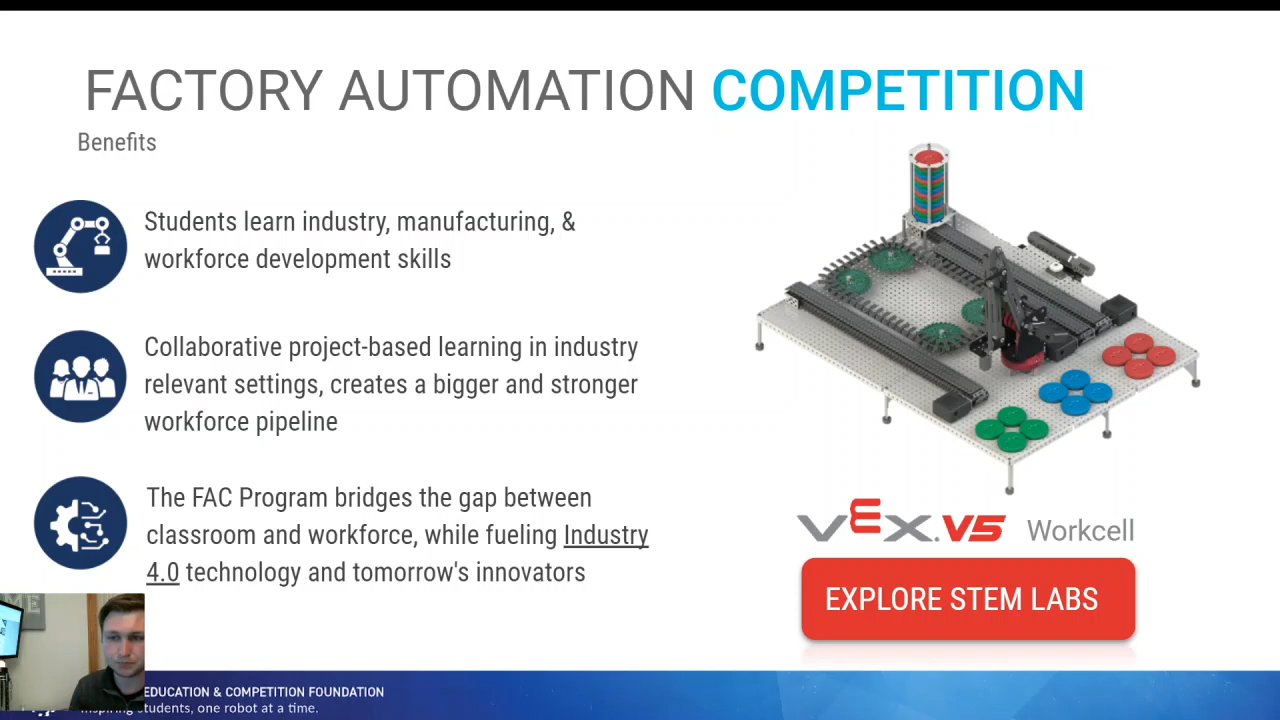 FACTORY AUTOMATION COMPETITION
Benefits
Students learn industry, manufacturing, &
workforce development skills
Collaborative project-based learning in industry
relevant settings, creates a bigger and stronger
workforce pipeline
The FAC Program bridges the gap between
classroom and workforce, while fueling Industry
4.0 technology and tomorrow's innovators
VEX.V5 Workcell
EXPLORE STEM LABS
EDUCATION & COMPETITION FOUNDATION
Inspiring students, one robot at a time.